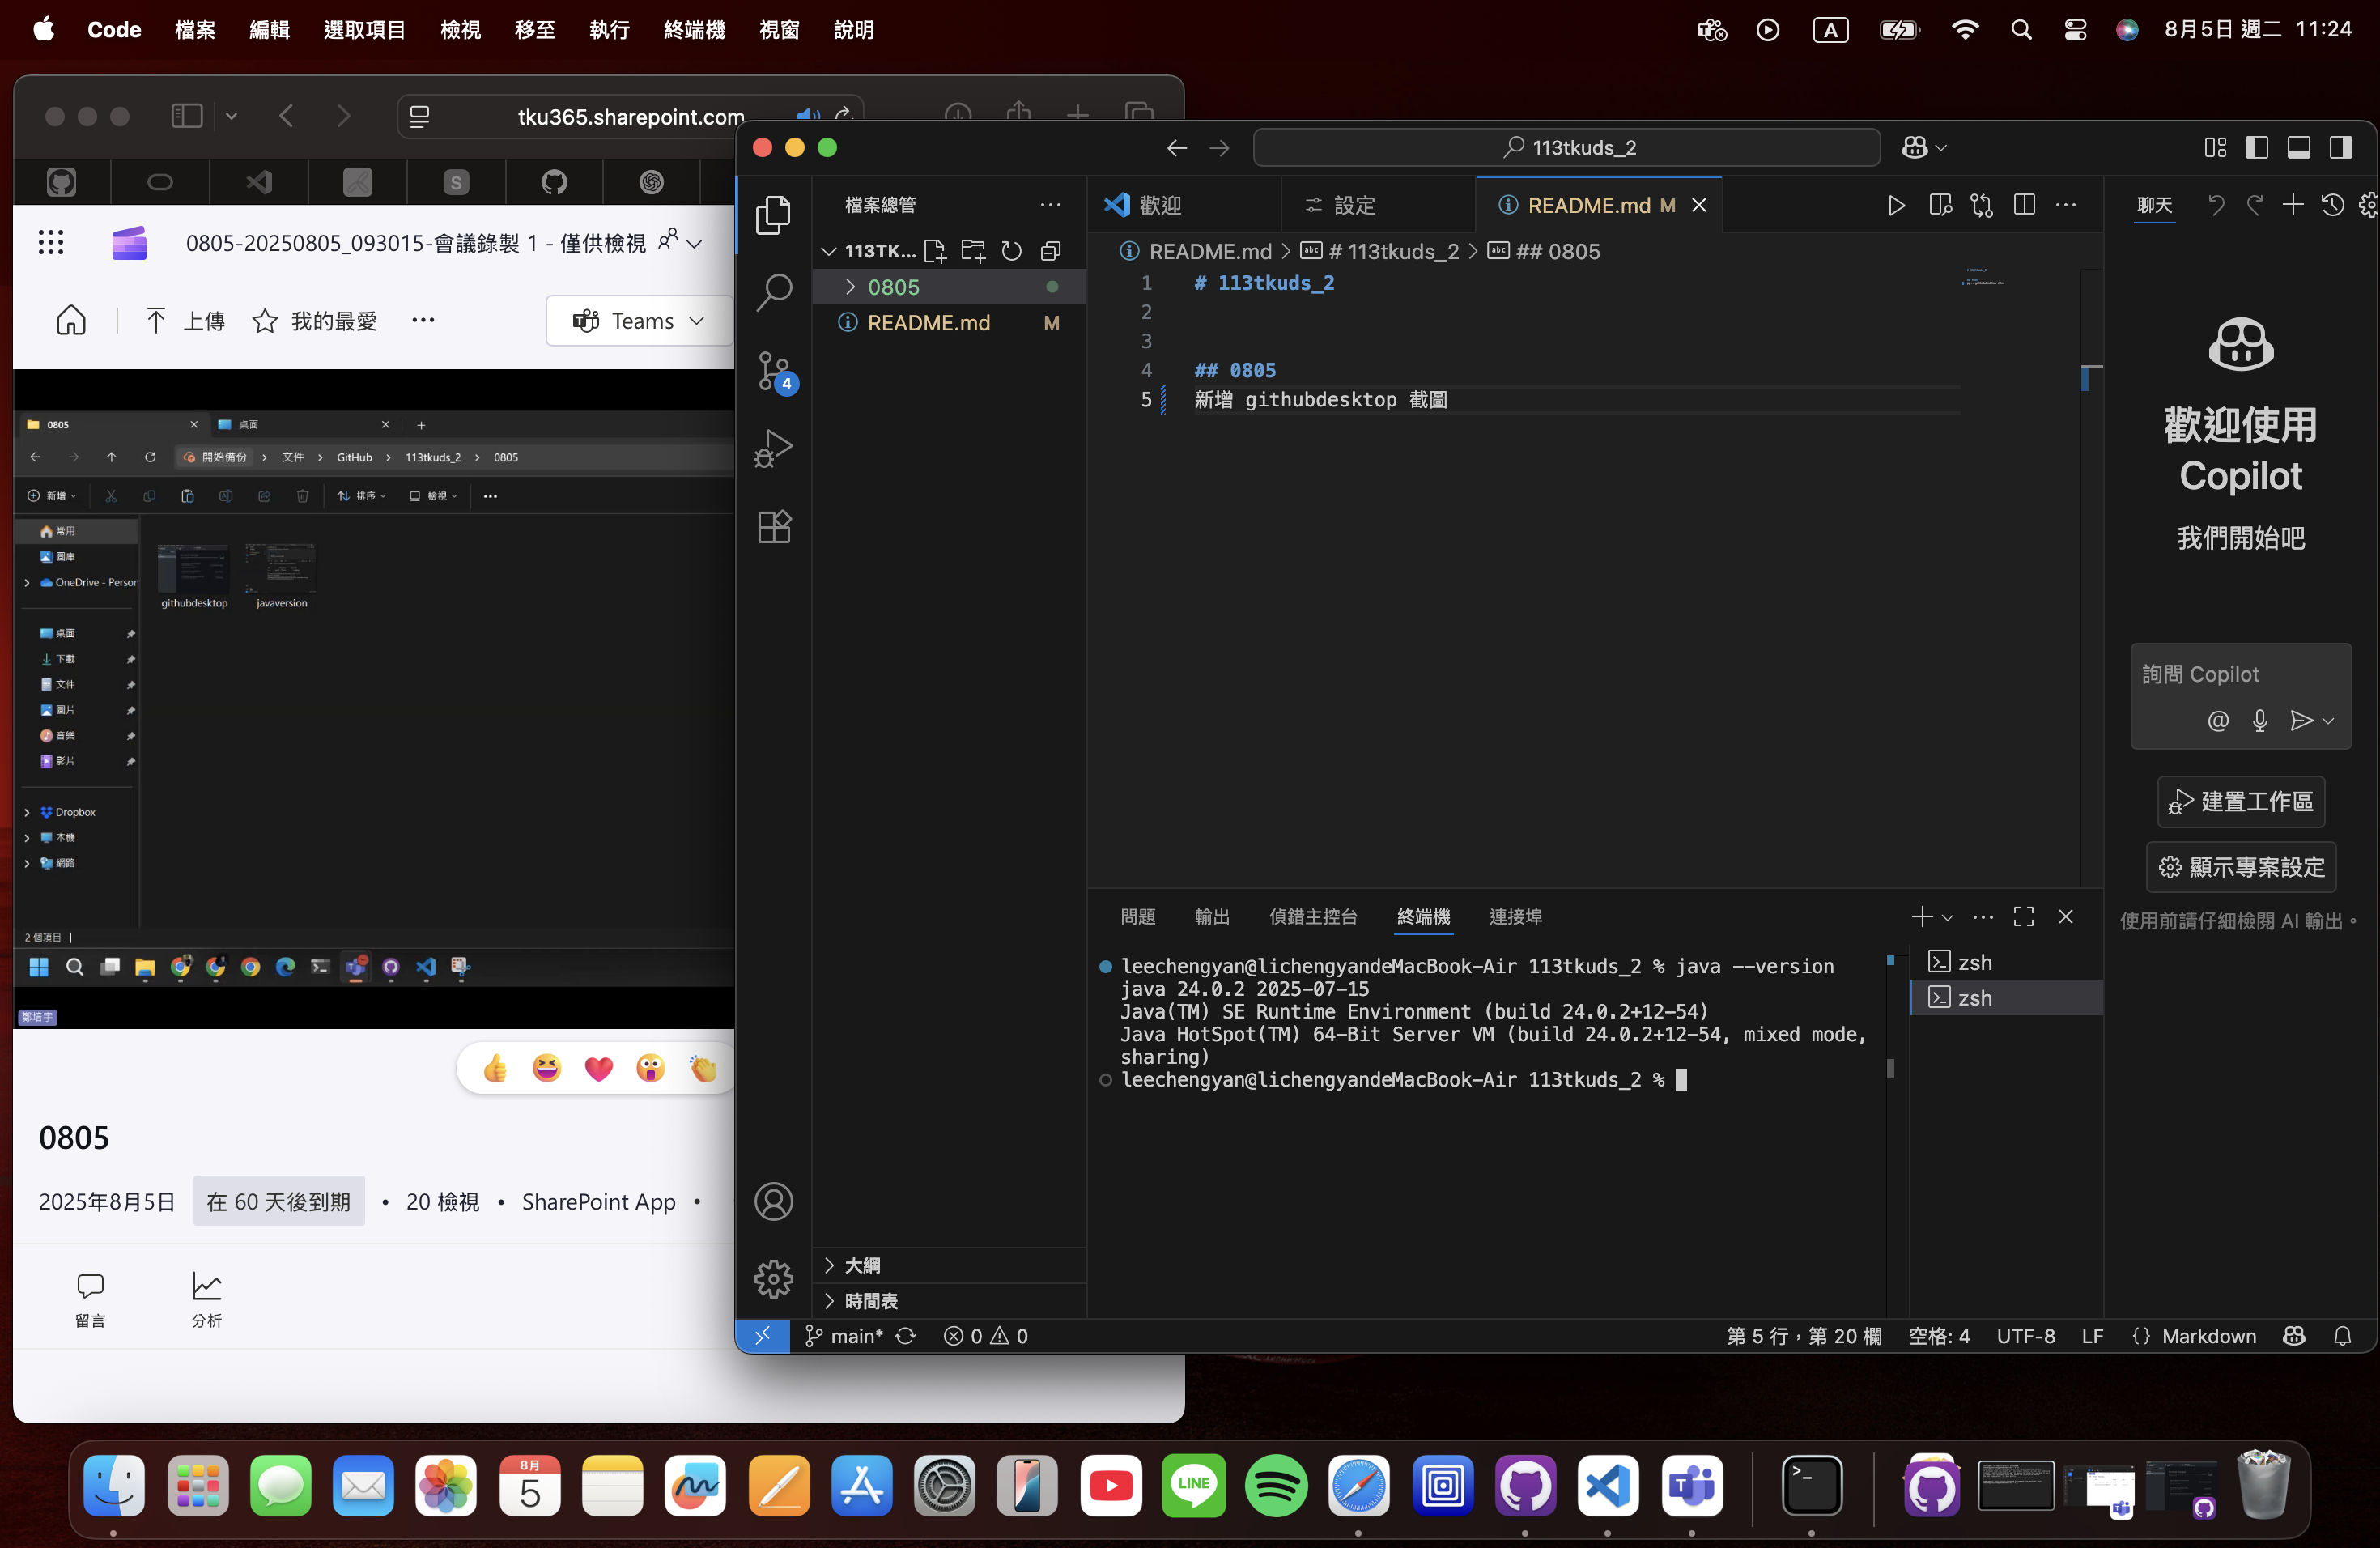 Code 檔案 編輯 選取項目 檢視 移至 執行 終端機 視窗 說明
A 8月5日 週二 11:24
tku365.sharepoint.com
S
0805-20250805_093015-會議錄製 1 - 僅供檢視
上傳 我的最愛 Teams
0805 桌面
開始備份 文件 GitHub 113tkuds_2 0805
新增 排序 檢視
常用
圖庫
OneDrive - Person
桌面
下載
文件
圖片
音樂
影片
Dropbox
本機
網路
githubdesktop javaversion
2 個項目
鄭培宇
0805
2025年8月5日 在 60 天後到期 • 20 檢視 • SharePoint App •
留言 分析
113tkuds_2
檔案總管
113TK...
0805
README.md M
4
大綱
時間表
歡迎 設定 README.md M
README.md > # 113tkuds_2 > ## 0805
1 # 113tkuds_2
2
3
4 ## 0805
5 新增 githubdesktop 截圖
問題 輸出 偵錯主控台 終端機 連接埠
leechengyan@lichengyandeMacBook-Air 113tkuds_2 % java --version
java 24.0.2 2025-07-15
Java(TM) SE Runtime Environment (build 24.0.2+12-54)
Java HotSpot(TM) 64-Bit Server VM (build 24.0.2+12-54, mixed mode,
sharing)
leechengyan@lichengyandeMacBook-Air 113tkuds_2 %
zsh
zsh
聊天
歡迎使用
Copilot
我們開始吧
詢問 Copilot
建置工作區
顯示專案設定
使用前請仔細檢閱 AI 輸出。
main* 0 0 第 5 行，第 20 欄 空格: 4 UTF-8 LF {} Markdown
8月
5
LINE